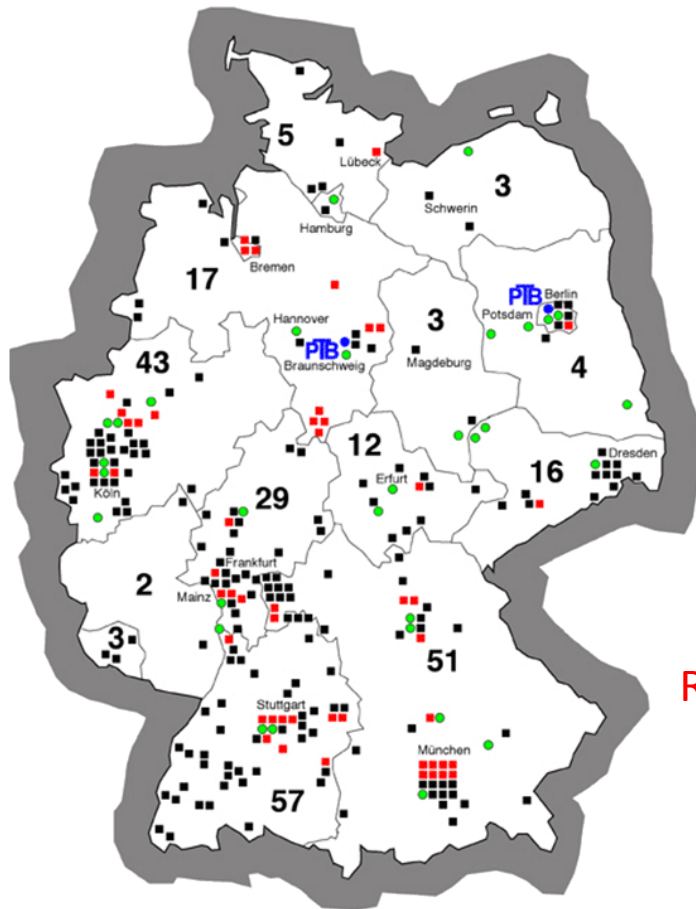 5
Lübeck
3
Schwerin
Hamburg
17
Bremen
PTB
Berlin
Hannover
3
Potsdam
PTB
Braunschweig
Magdeburg
4
43
12
16
Dresden
29
Erfurt
Köln
Frankfurt
2
Mainz
3
51
R
Stuttgart
München
57